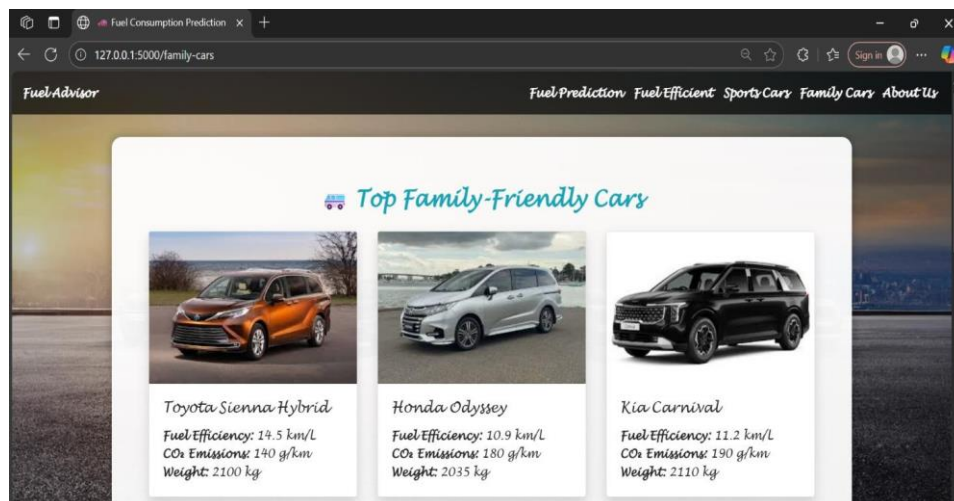 Fuel Consumption Prediction
127.0.0.1:5000/family-cars
Sign in
Fuel Advisor
Fuel Prediction Fuel Efficient Sports Cars Family Cars About Us
Top Family-Friendly Cars
Toyota Sienna Hybrid
Fuel Efficiency: 14.5 km/L
CO₂ Emissions: 140 g/km
Weight: 2100 kg
Honda Odyssey
Fuel Efficiency: 10.9 km/L
CO₂ Emissions: 180 g/km
Weight: 2035 kg
Kia Carnival
Fuel Efficiency: 11.2 km/L
CO₂ Emissions: 190 g/km
Weight: 2110 kg